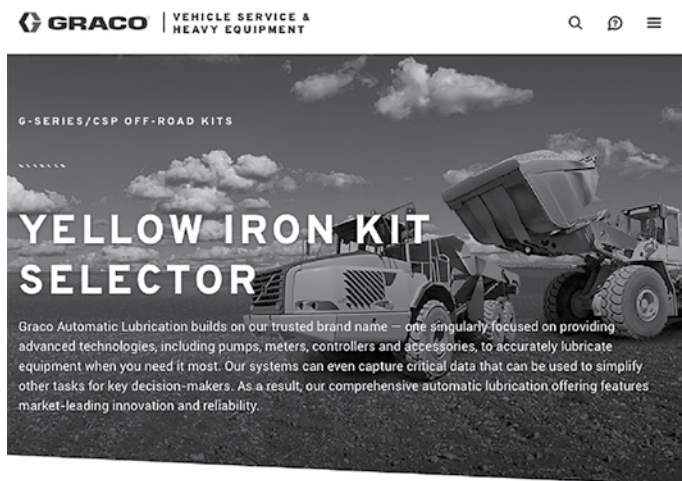 GRACO
VEHICLE SERVICE &
HEAVY EQUIPMENT
G-SERIES/CSP OFF-ROAD KITS
YELLOW IRON KIT
SELECTOR
Graco Automatic Lubrication builds on our trusted brand name — one singularly focused on providing
advanced technologies, including pumps, meters, controllers and accessories, to accurately lubricate
equipment when you need it most. Our systems can even capture critical data that can be used to simplify
other tasks for key decision-makers. As a result, our comprehensive automatic lubrication offering features
market-leading innovation and reliability.